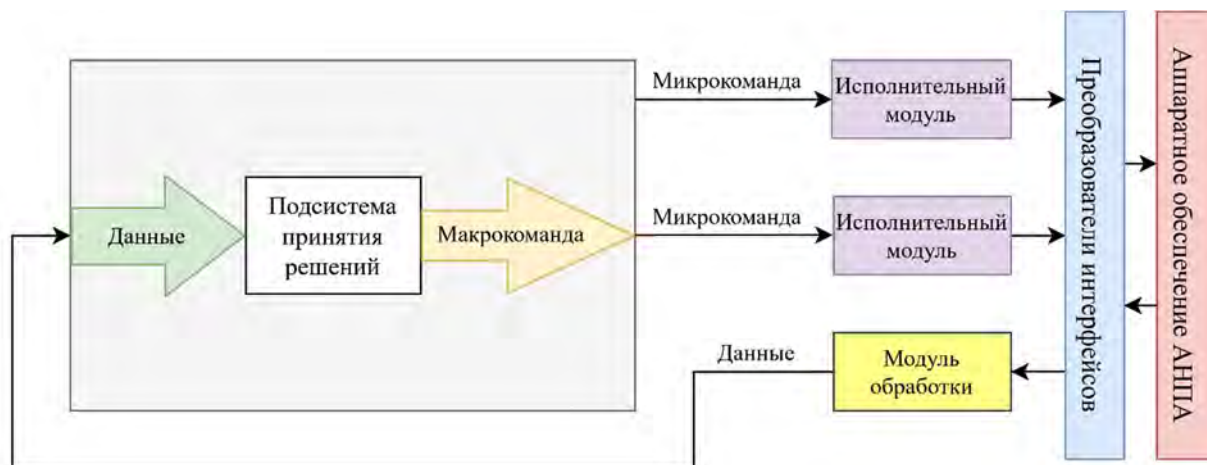 Микрокоманда
Исполнительный
модуль
Данные
Подсистема
принятия
решений
Макрокоманда
Микрокоманда
Исполнительный
модуль
Данные
Модуль
обработки
Преобразователи интерфейсов
Аппаратное обеспечение АНПА